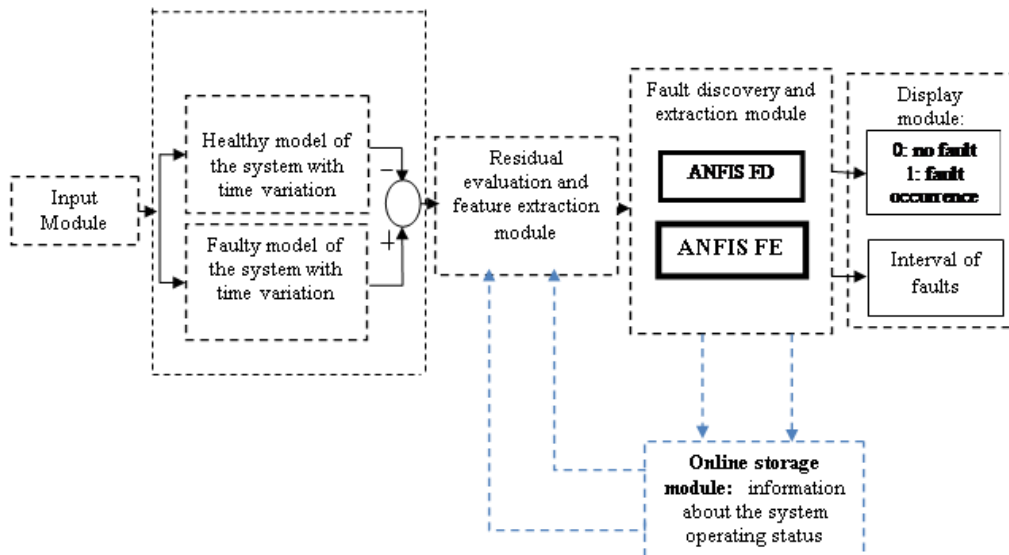 Input
Module
Healthy model of
the system with
time variation
Faulty model of
the system with
time variation
−
+
Residual
evaluation and
feature extraction
module
Fault discovery and
extraction module
ANFIS FD
ANFIS FE
Display
module:
0: no fault
1: fault
occurrence
Interval of
faults
Online storage
module: information
about the system
operating status